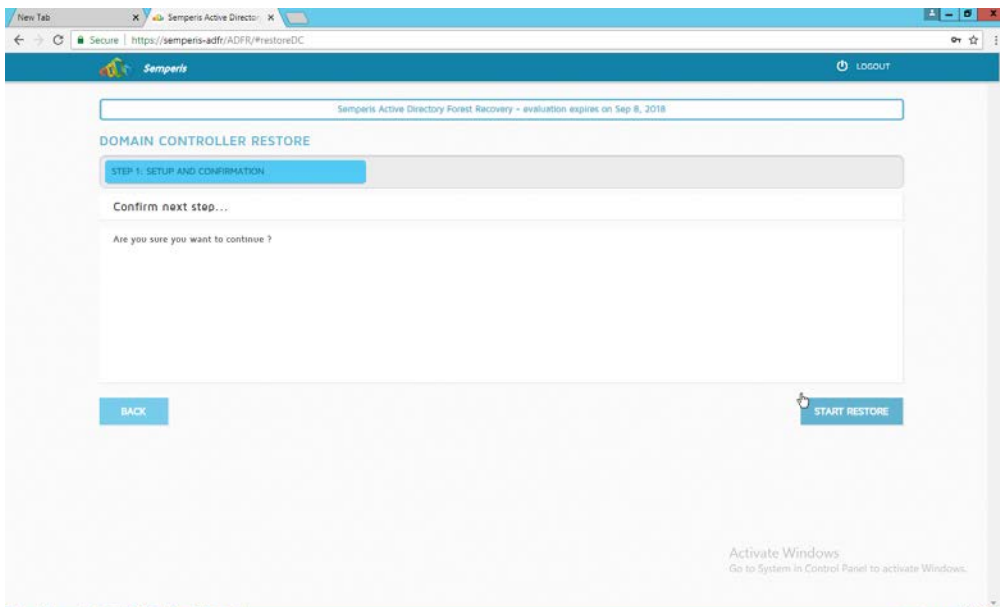 New Tab
Semperis Active Director
Secure | https://semperis-adfr/ADFR/#restoreDC
Semperis
LOGOUT
Semperis Active Directory Forest Recovery - evaluation expires on Sep 8, 2018
DOMAIN CONTROLLER RESTORE
STEP 1: SETUP AND CONFIRMATION
Confirm next step...
Are you sure you want to continue ?
BACK
START RESTORE
Activate Windows
Go to System in Control Panel to activate Windows.